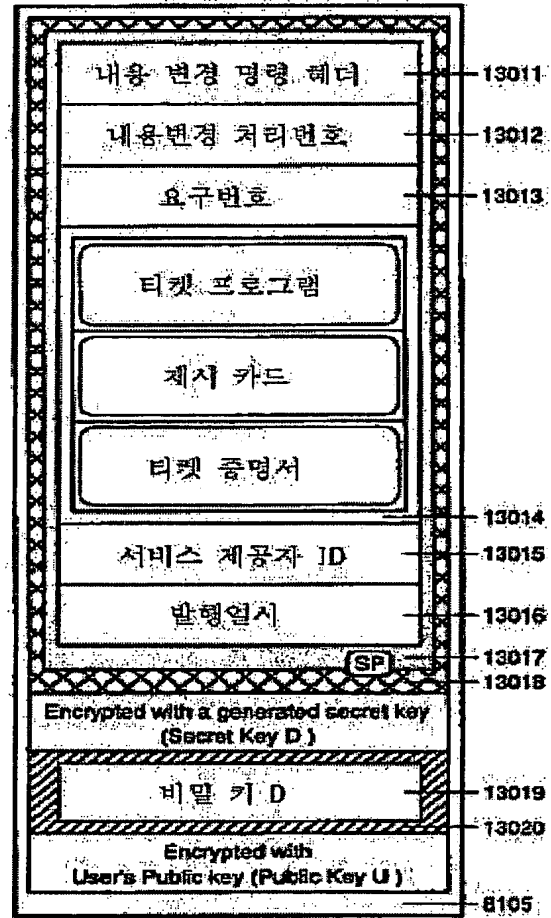 내용 변경 명령 헤더 13011
내용변경 처리번호 13012
요구번호 13013
티켓 프로그램
제시 카드
티켓 증명서
13014
서비스 제공자 ID 13015
발행일시 13016
SP 13017
13018
Encrypted with a generated secret key
(Secret Key D)
비밀 키 D 13019
13020
Encrypted with
User's Public key (Public Key U)
8105